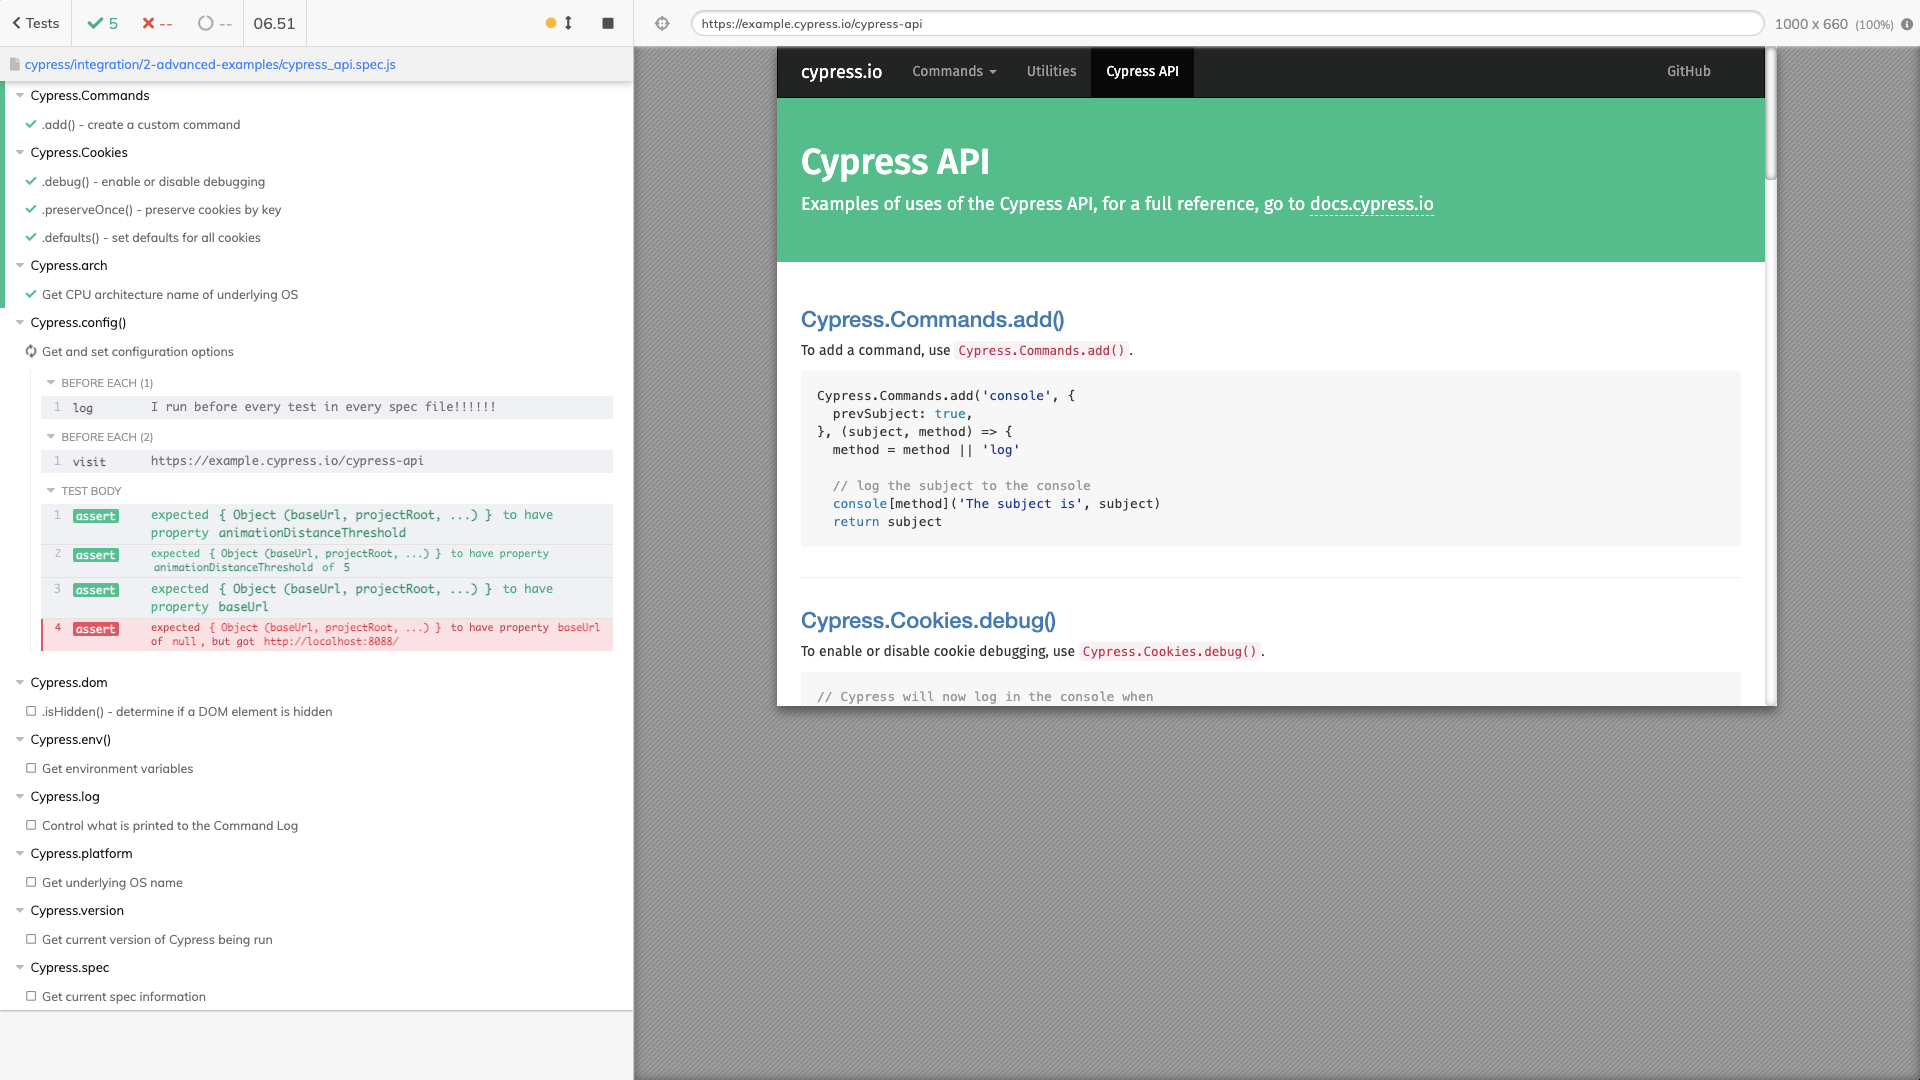 Tests
5
--
--
06.51
cypress/integration/2-advanced-examples/cypress_api.spec.js
Cypress.Commands
.add() - create a custom command
Cypress.Cookies
.debug() - enable or disable debugging
.preserveOnce() - preserve cookies by key
.defaults() - set defaults for all cookies
Cypress.arch
Get CPU architecture name of underlying OS
Cypress.config()
Get and set configuration options
BEFORE EACH (1)
1 log I run before every test in every spec file!!!!!!
BEFORE EACH (2)
1 visit https://example.cypress.io/cypress-api
TEST BODY
1 assert expected { Object (baseUrl, projectRoot, ...) } to have
property animationDistanceThreshold
2 assert expected { Object (baseUrl, projectRoot, ...) } to have property
animationDistanceThreshold of 5
3 assert expected { Object (baseUrl, projectRoot, ...) } to have
property baseUrl
4 assert expected { Object (baseUrl, projectRoot, ...) } to have property baseUrl
of null, but got http://localhost:8088/
Cypress.dom
.isHidden() - determine if a DOM element is hidden
Cypress.env()
Get environment variables
Cypress.log
Control what is printed to the Command Log
Cypress.platform
Get underlying OS name
Cypress.version
Get current version of Cypress being run
Cypress.spec
Get current spec information
https://example.cypress.io/cypress-api
1000 x 660 (100%)
cypress.io Commands Utilities Cypress API GitHub
Cypress API
Examples of uses of the Cypress API, for a full reference, go to docs.cypress.io
Cypress.Commands.add()
To add a command, use Cypress.Commands.add().
Cypress.Commands.add('console', {
prevSubject: true,
}, (subject, method) => {
method = method || 'log'
// log the subject to the console
console[method]('The subject is', subject)
return subject
Cypress.Cookies.debug()
To enable or disable cookie debugging, use Cypress.Cookies.debug().
// Cypress will now log in the console when